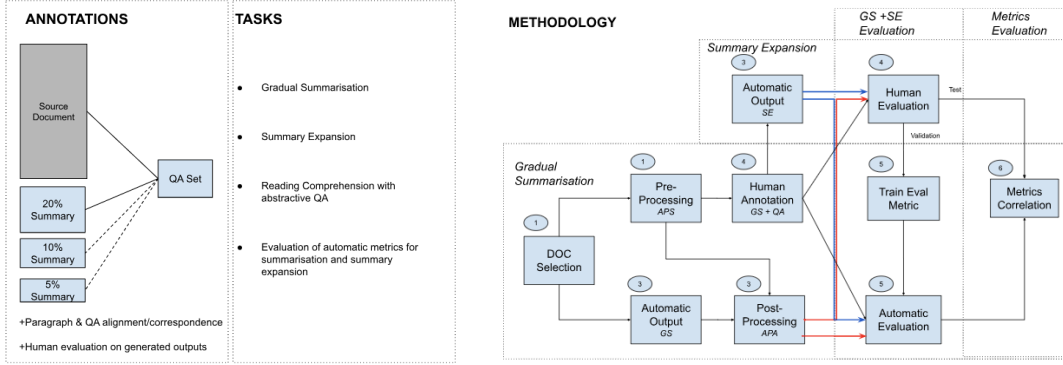 ANNOTATIONS
Source
Document
20%
Summary
10%
Summary
5%
Summary
QA Set
+Paragraph & QA alignment/correspondence
+Human evaluation on generated outputs
TASKS
● Gradual Summarisation
● Summary Expansion
● Reading Comprehension with
abstractive QA
● Evaluation of automatic metrics for
summarisation and summary
expansion
METHODOLOGY
GS +SE
Evaluation
Metrics
Evaluation
Summary Expansion
3
Automatic
Output
SE
4
Human
Evaluation
Test
Validation
Gradual
Summarisation
1
Pre-
Processing
APS
4
Human
Annotation
GS + QA
5
Train Eval
Metric
6
Metrics
Correlation
1
DOC
Selection
3
Automatic
Output
GS
3
Post-
Processing
APA
5
Automatic
Evaluation